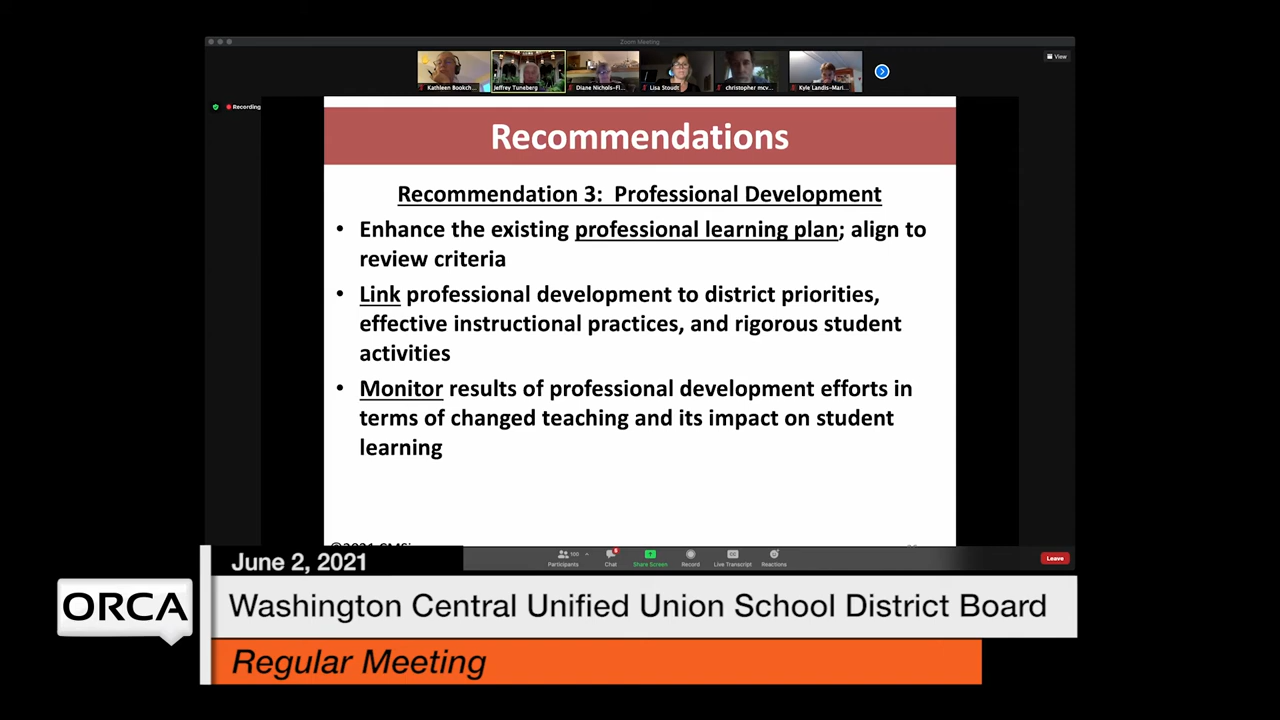 Zoom Meeting
View
Kathleen Bookch...
Jeffrey Tuneberg
Diane Nichols-Fl...
Lisa Stoudt
christopher mcv...
Kyle Landis-Mari...
Recording
Recommendations
Recommendation 3: Professional Development
• Enhance the existing professional learning plan; align to
review criteria
• Link professional development to district priorities,
effective instructional practices, and rigorous student
activities
• Monitor results of professional development efforts in
terms of changed teaching and its impact on student
learning
Participants
100
Chat
Share Screen
Record
Live Transcript
Reactions
Leave
June 2, 2021
ORCA
Washington Central Unified Union School District Board
Regular Meeting